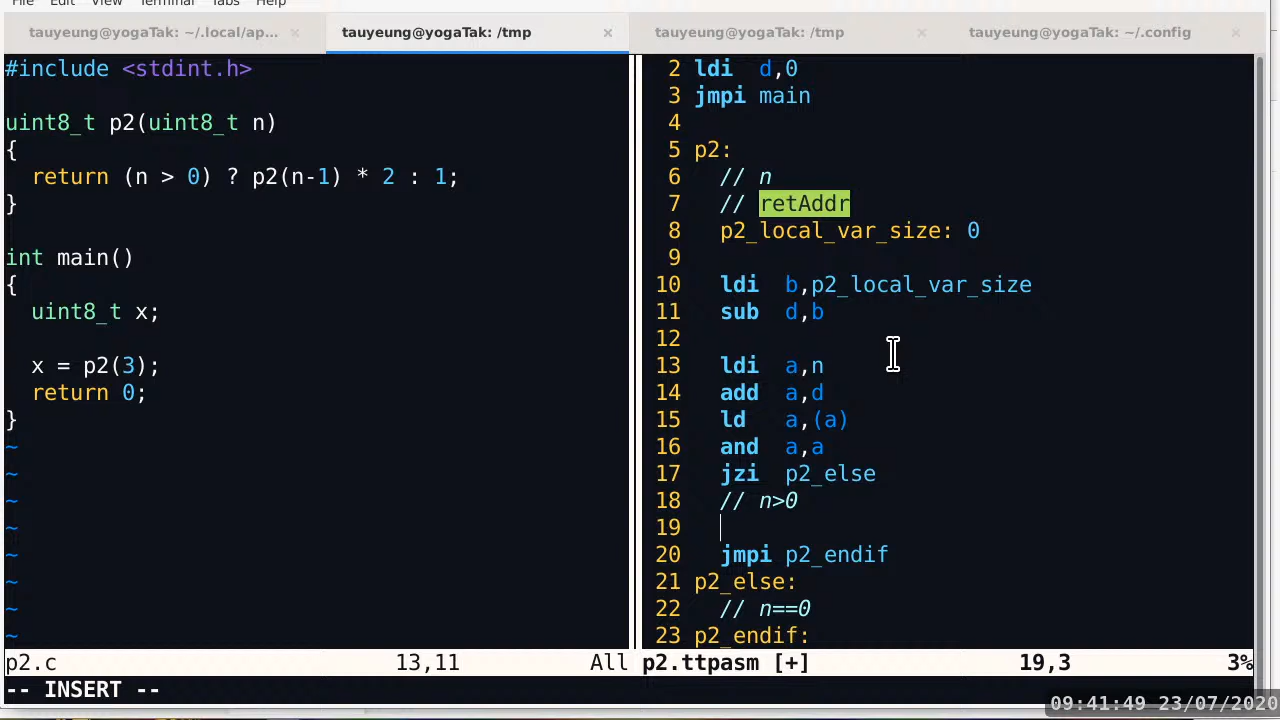 File Edit View Terminal Tabs Help
tauyeung@yogaTak: ~/.local/ap... × tauyeung@yogaTak: /tmp × tauyeung@yogaTak: /tmp × tauyeung@yogaTak: ~/.config ×
#include <stdint.h>
uint8_t p2(uint8_t n)
{
return (n > 0) ? p2(n-1) * 2 : 1;
}
int main()
{
uint8_t x;
x = p2(3);
return 0;
}
~
~
~
~
~
~
~
~
p2.c 13,11 All
2 ldi d,0
3 jmpi main
4
5 p2:
6 // n
7 // retAddr
8 p2_local_var_size: 0
9
10 ldi b,p2_local_var_size
11 sub d,b
12
13 ldi a,n
14 add a,d
15 ld a,(a)
16 and a,a
17 jzi p2_else
18 // n>0
19
20 jmpi p2_endif
21 p2_else:
22 // n==0
23 p2_endif:
p2.ttpasm [+] 19,3 3%
-- INSERT --
09:41:49 23/07/2020